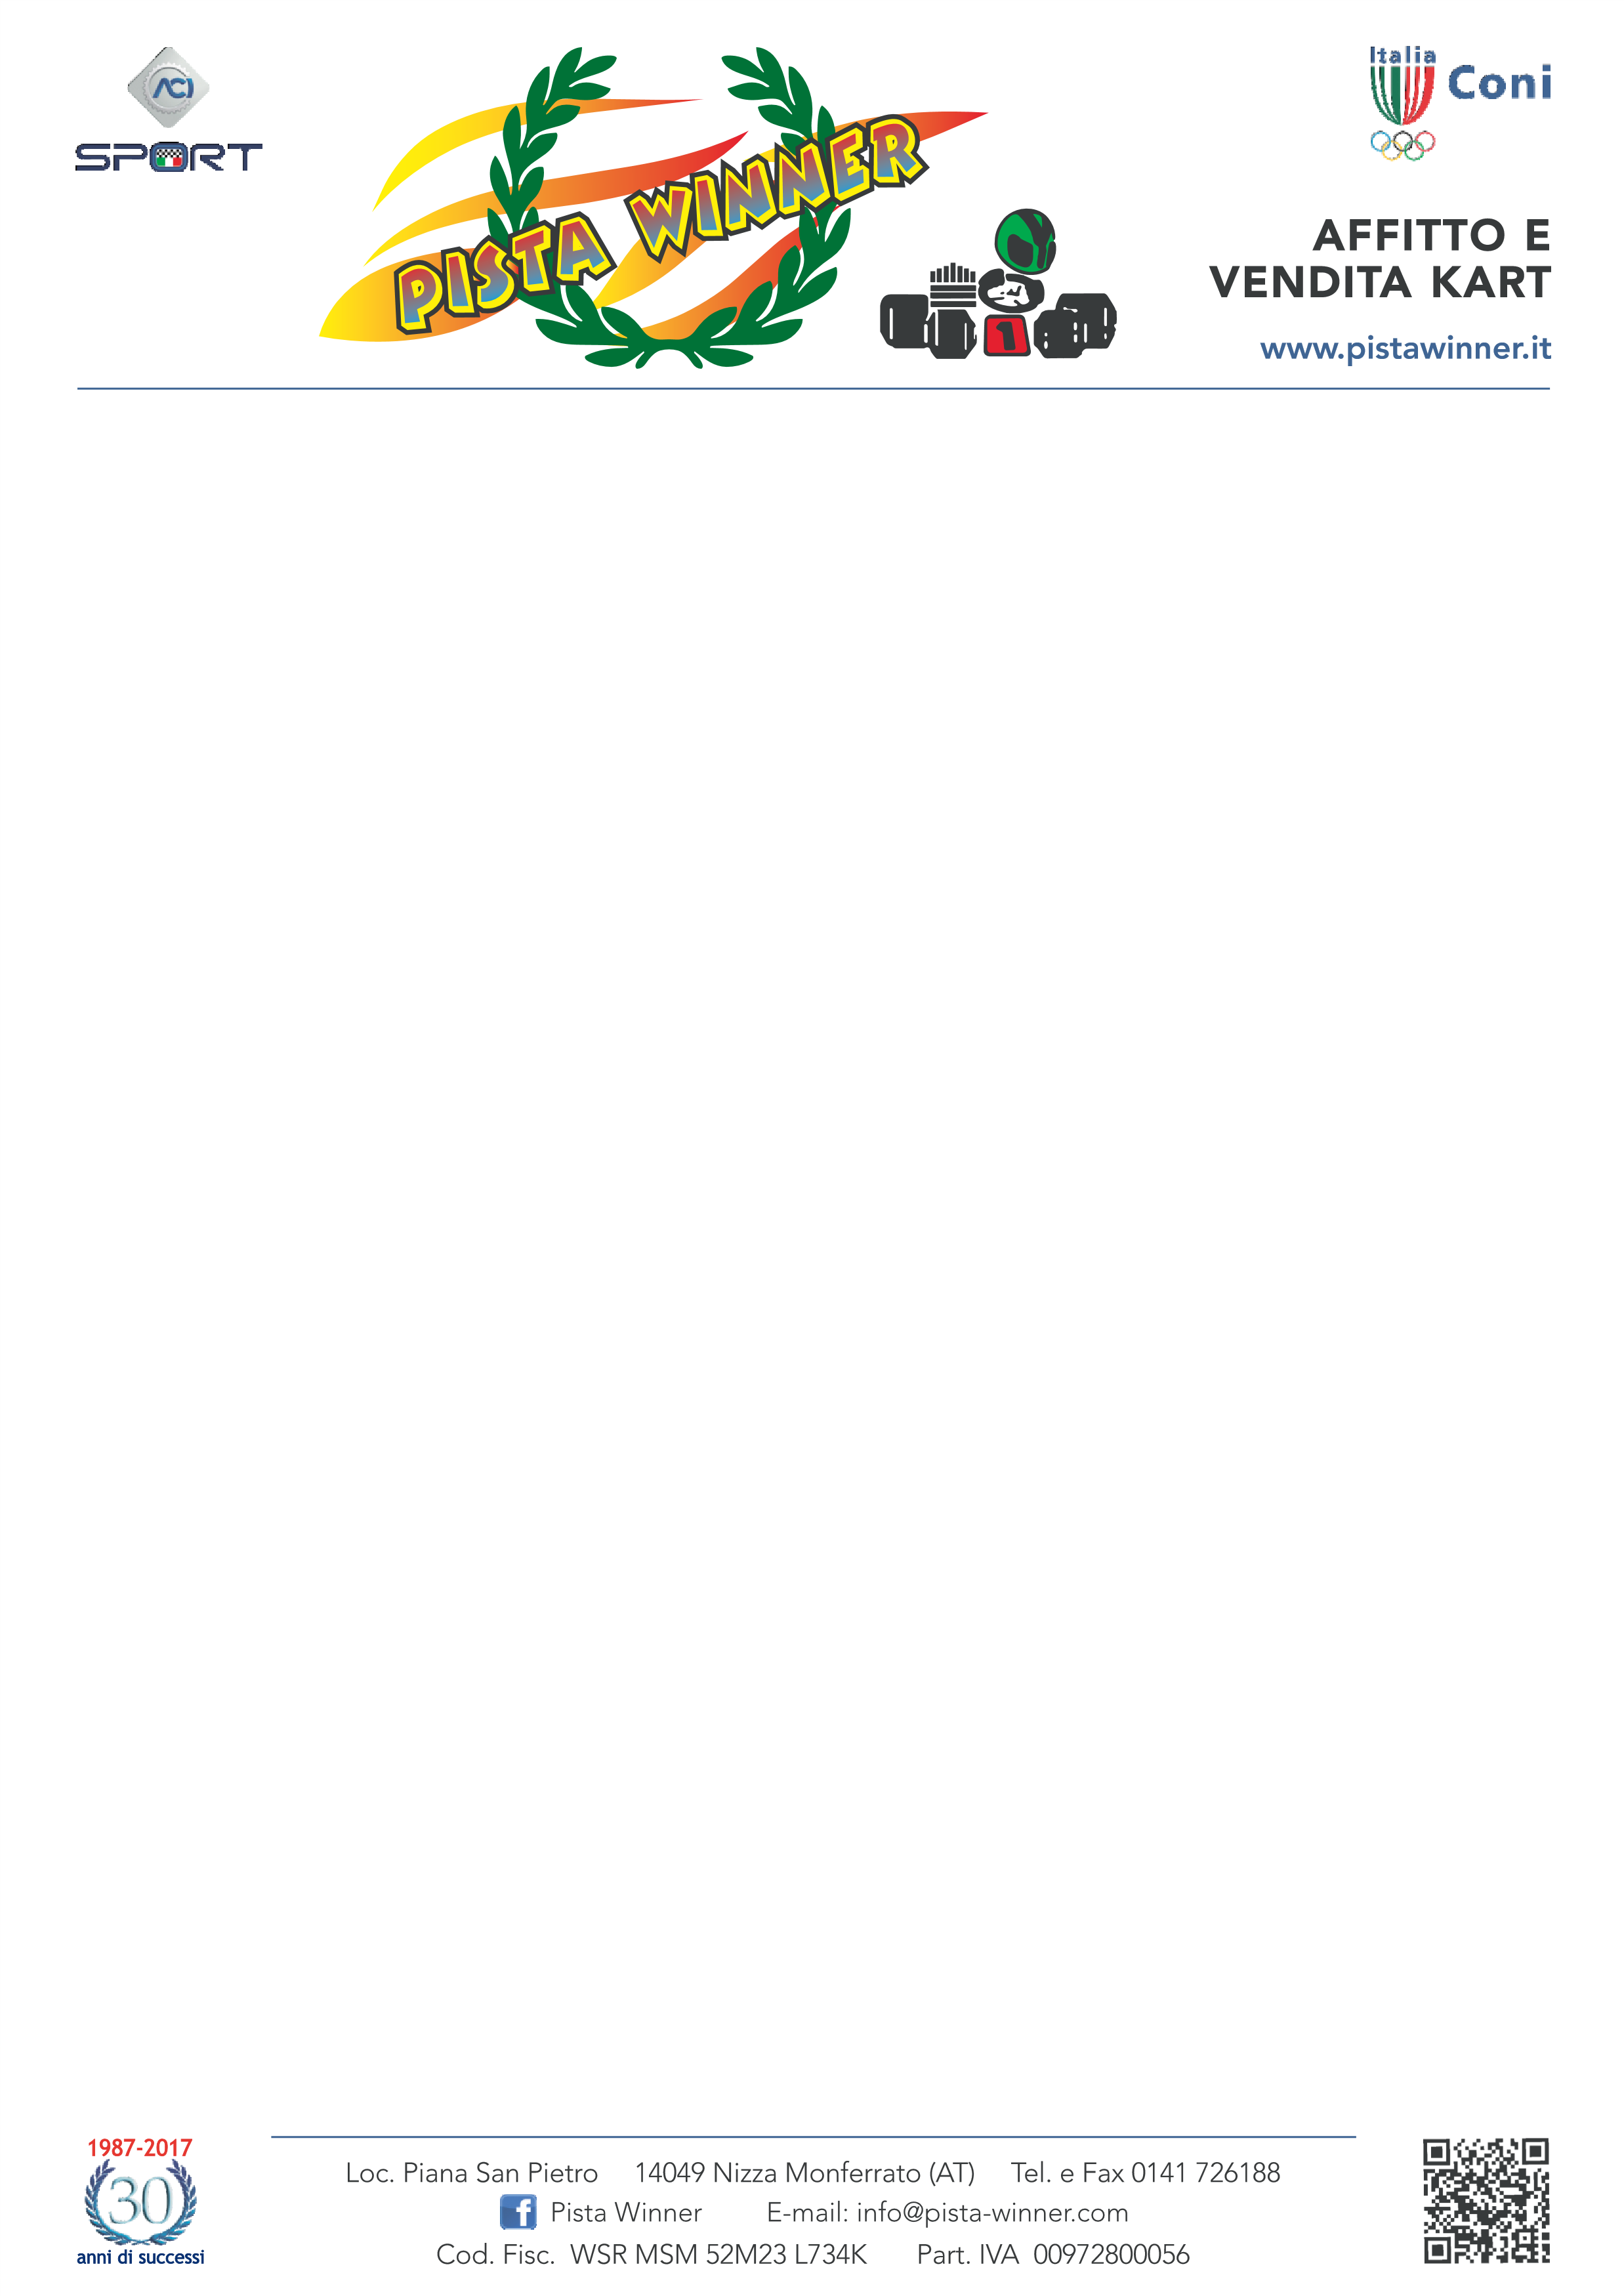 ACI
SPORT
PISTA WINNER
1
Italia
Coni
AFFITTO E
VENDITA KART
www.pistawinner.it
1987-2017
30
anni di successi
Loc. Piana San Pietro 14049 Nizza Monferrato (AT) Tel. e Fax 0141 726188
f Pista Winner E-mail: info@pista-winner.com
Cod. Fisc. WSR MSM 52M23 L734K Part. IVA 00972800056